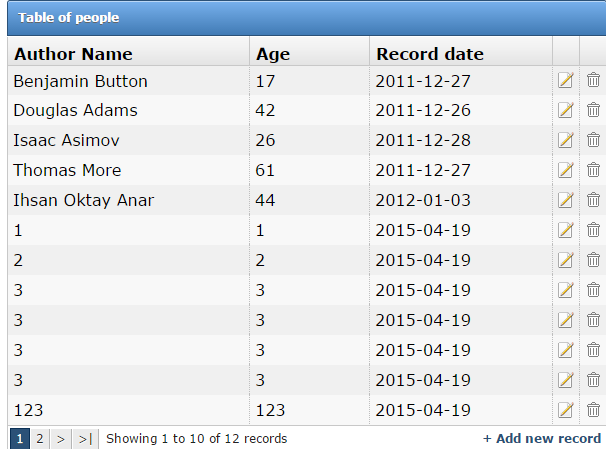 Table of people
Author Name Age Record date
Benjamin Button 17 2011-12-27
Douglas Adams 42 2011-12-26
Isaac Asimov 26 2011-12-28
Thomas More 61 2011-12-27
Ihsan Oktay Anar 44 2012-01-03
1 1 2015-04-19
2 2 2015-04-19
3 3 2015-04-19
3 3 2015-04-19
3 3 2015-04-19
3 3 2015-04-19
123 123 2015-04-19
1 2 > >| Showing 1 to 10 of 12 records + Add new record